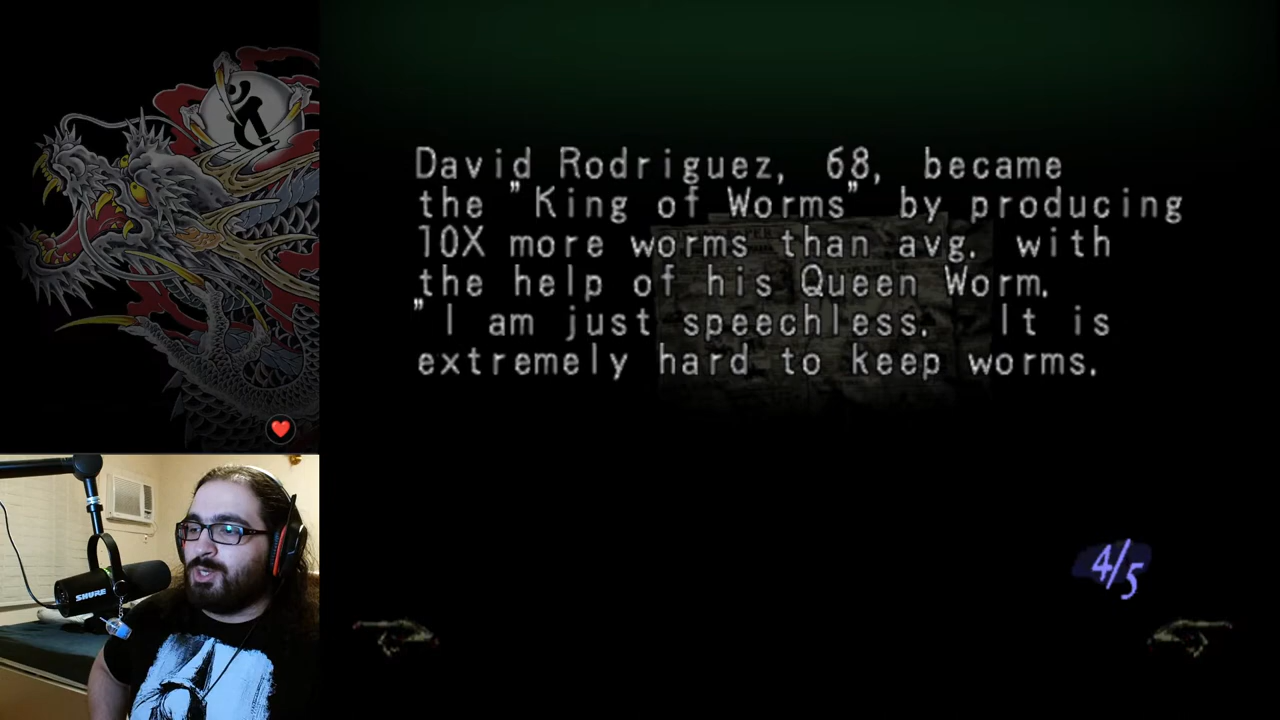 David Rodriguez, 68, became
the "King of Worms" by producing
10X more worms than avg. with
the help of his Queen Worm.
"I am just speechless. It is
extremely hard to keep worms.
4/5
SHURE